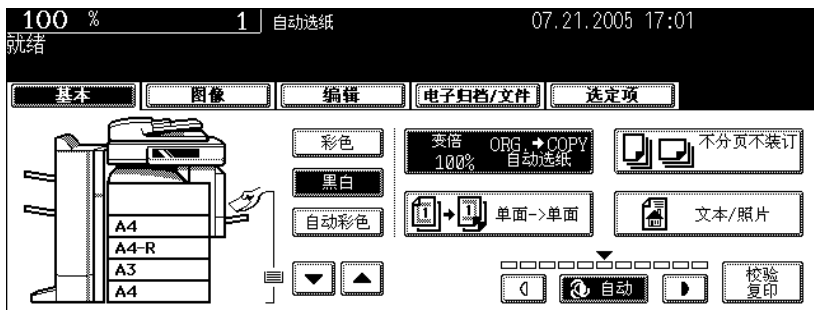 100 % 1 自动选纸 07.21.2005 17:01
就绪
基本 图像 编辑 电子归档/文件 选定项
彩色
黑白
自动彩色
变倍 ORG.→COPY
100% 自动选纸
不分页不装订
1→1 单面->单面
文本/照片
A4
A4-R
A3
A4
自动
校验
复印